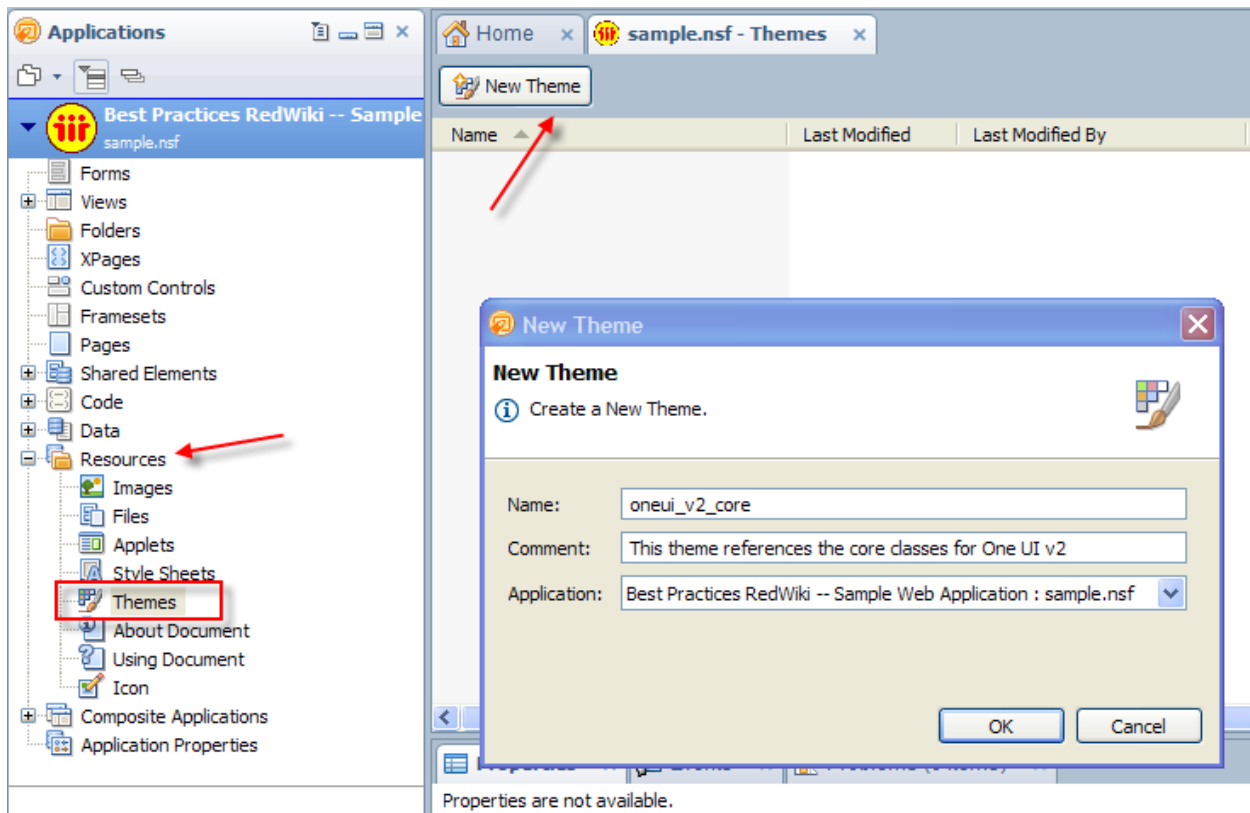 Applications
Best Practices RedWiki -- Sample
sample.nsf
Forms
Views
Folders
XPages
Custom Controls
Framesets
Pages
Shared Elements
Code
Data
Resources
Images
Files
Applets
Style Sheets
Themes
About Document
Using Document
Icon
Composite Applications
Application Properties
Home
sample.nsf - Themes
New Theme
Name
Last Modified
Last Modified By
New Theme
New Theme
Create a New Theme.
Name:
oneui_v2_core
Comment:
This theme references the core classes for One UI v2
Application:
Best Practices RedWiki -- Sample Web Application : sample.nsf
OK
Cancel
Properties are not available.